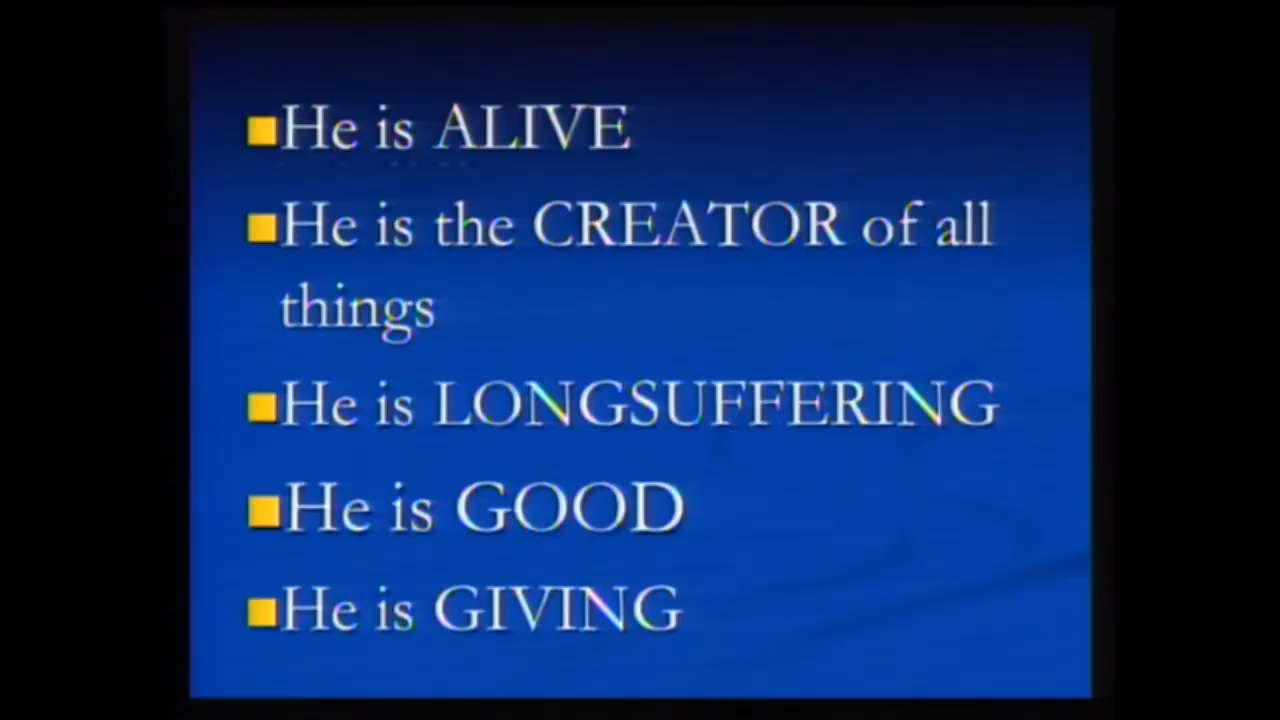 He is ALIVE
He is the CREATOR of all
things
He is LONGSUFFERING
He is GOOD
He is GIVING